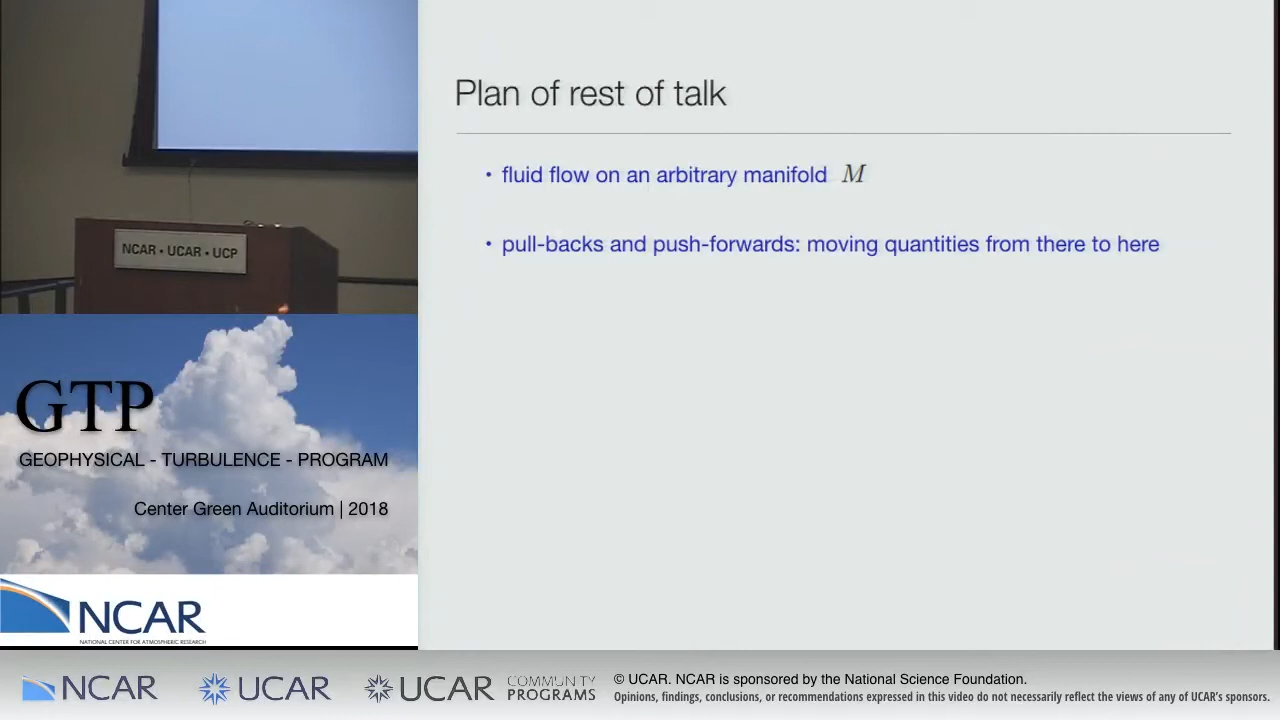 Plan of rest of talk
• fluid flow on an arbitrary manifold M
• pull-backs and push-forwards: moving quantities from there to here
NCAR • UCAR • UCP
GTP
GEOPHYSICAL - TURBULENCE - PROGRAM
Center Green Auditorium | 2018
NCAR
NATIONAL CENTER FOR ATMOSPHERIC RESEARCH
NCAR
UCAR
UCAR
COMMUNITY
PROGRAMS
© UCAR. NCAR is sponsored by the National Science Foundation.
Opinions, findings, conclusions, or recommendations expressed in this video do not necessarily reflect the views of any of UCAR's sponsors.